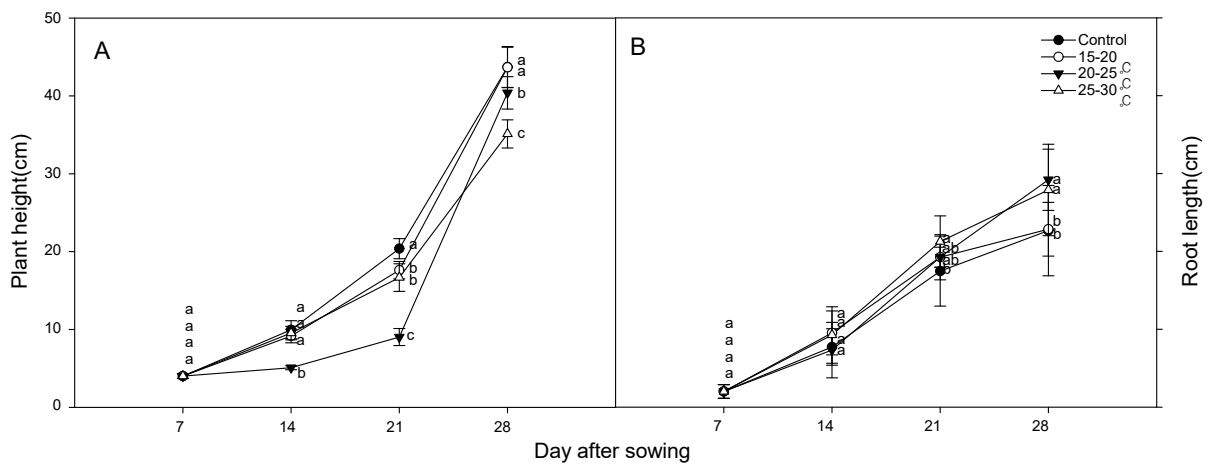 50
40
30
20
10
0
Plant height(cm)
A
a
a
b
c
a
b
b
c
a
a
a
b
a
a
a
a
7
14
21
28
B
Control
15-20 ℃
20-25 ℃
25-30 ℃
a
a
b
b
a
ab
ab
b
a
a
a
a
a
a
a
a
7
14
21
28
Root length(cm)
Day after sowing